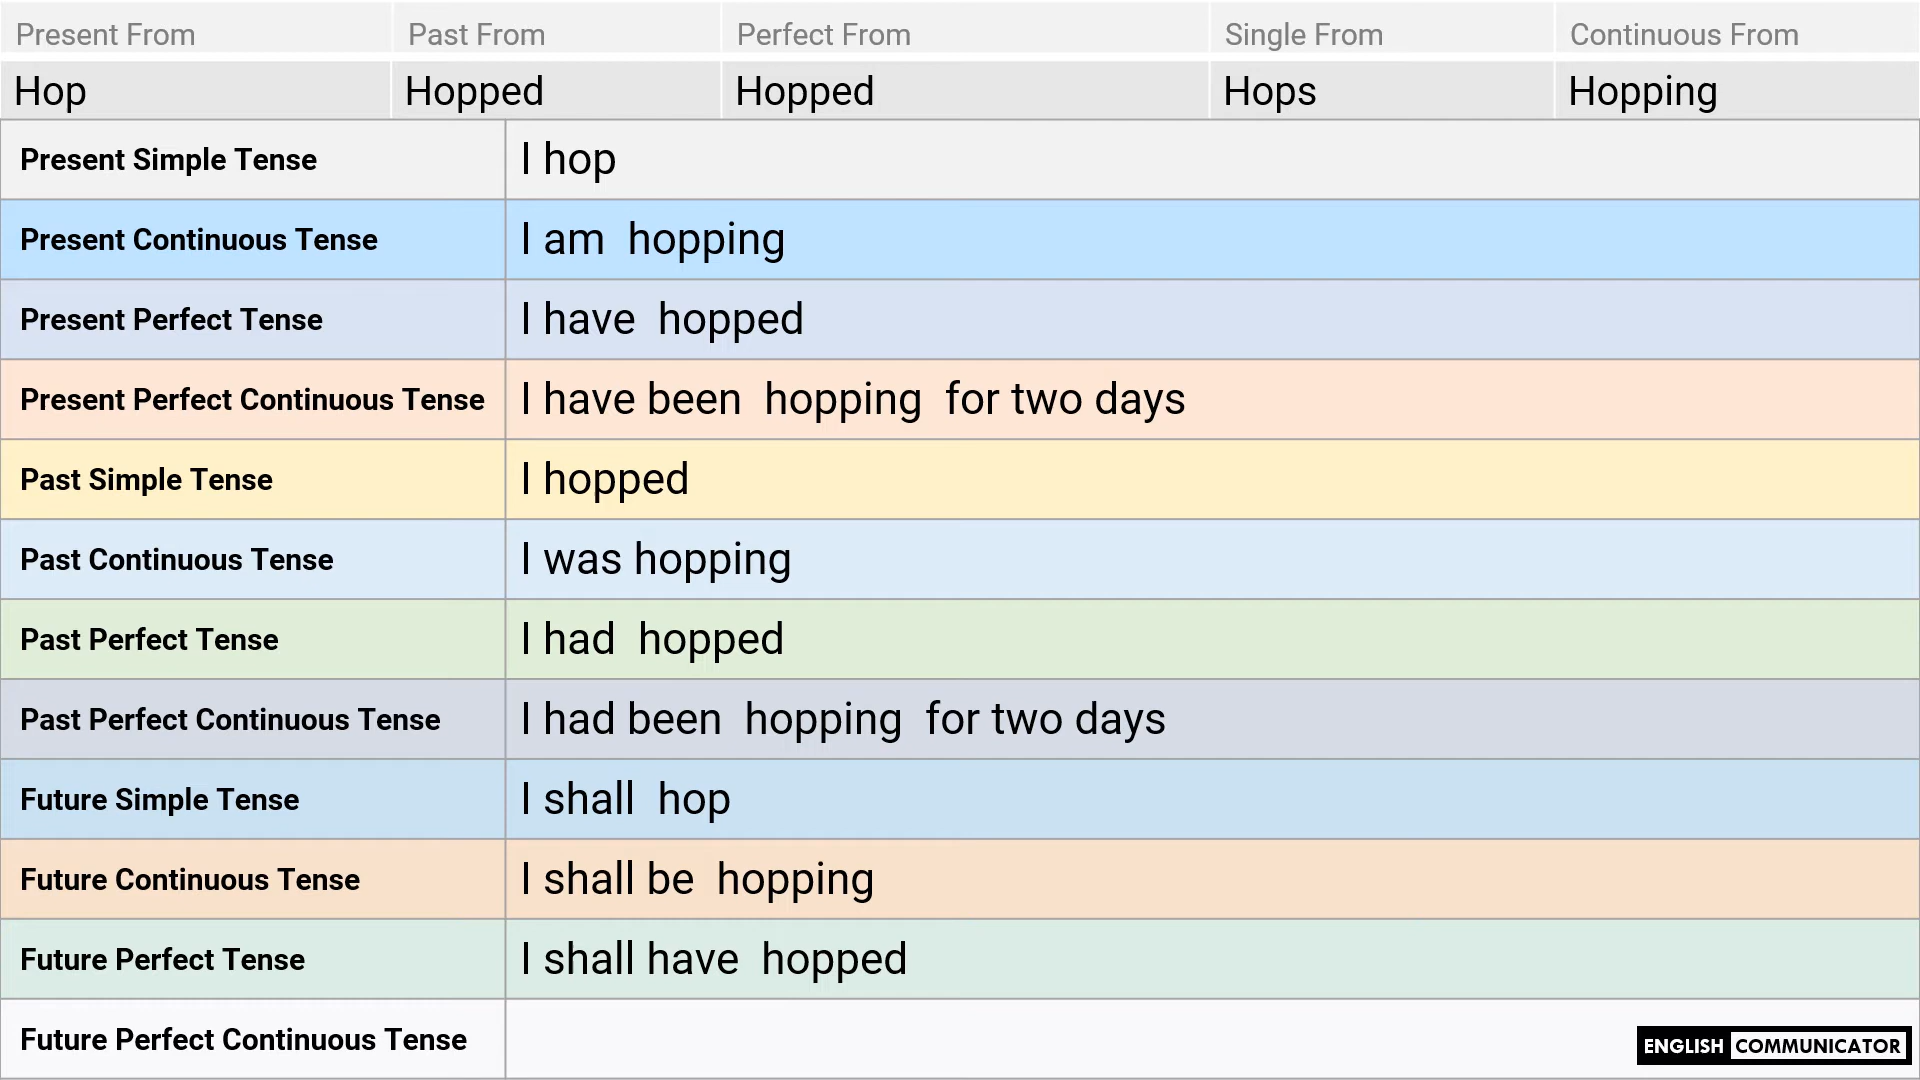 Present From Past From Perfect From Single From Continuous From
Hop Hopped Hopped Hops Hopping
Present Simple Tense I hop
Present Continuous Tense I am hopping
Present Perfect Tense I have hopped
Present Perfect Continuous Tense I have been hopping for two days
Past Simple Tense I hopped
Past Continuous Tense I was hopping
Past Perfect Tense I had hopped
Past Perfect Continuous Tense I had been hopping for two days
Future Simple Tense I shall hop
Future Continuous Tense I shall be hopping
Future Perfect Tense I shall have hopped
Future Perfect Continuous Tense
ENGLISH COMMUNICATOR